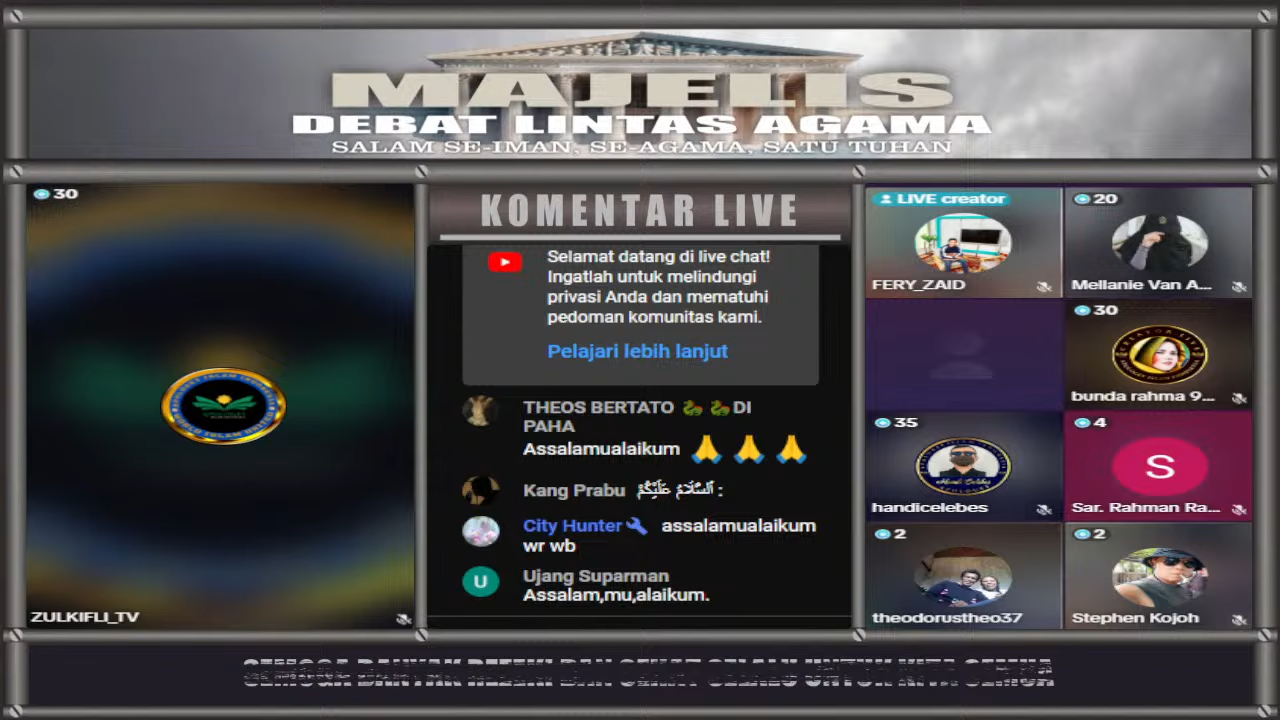 MAJELIS
DEBAT LINTAS AGAMA
SALAM SE-IMAN, SE-AGAMA, SATU TUHAN
30
ZULKIFLI_TV
KOMENTAR LIVE
Selamat datang di live chat!
Ingatlah untuk melindungi
privasi Anda dan mematuhi
pedoman komunitas kami.
Pelajari lebih lanjut
THEOS BERTATO 🐉 🐉 DI
PAHA
Assalamualaikum 🙏 🙏 🙏
Kang Prabu اَلسَّلَامُ عَلَيْكُمْ :
City Hunter assalamualaikum
wr wb
U
Ujang Suparman
Assalam,mu,alaikum.
LIVE creator
FERY_ZAID
20
Mellanie Van A...
30
bunda rahma 9...
35
handicelebes
4
S
Sar. Rahman Ra...
2
theodorustheo37
2
Stephen Kojoh
SEMOGA BANYAK REZEKI DAN SEHAT SELALU UNTUK KITA SEMUA